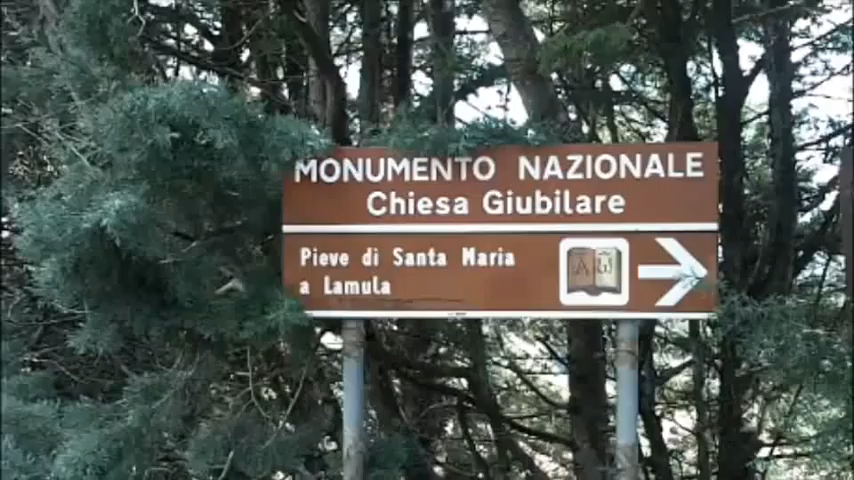 MONUMENTO NAZIONALE
Chiesa Giubilare
Pieve di Santa Maria
a Lamula
A Ω